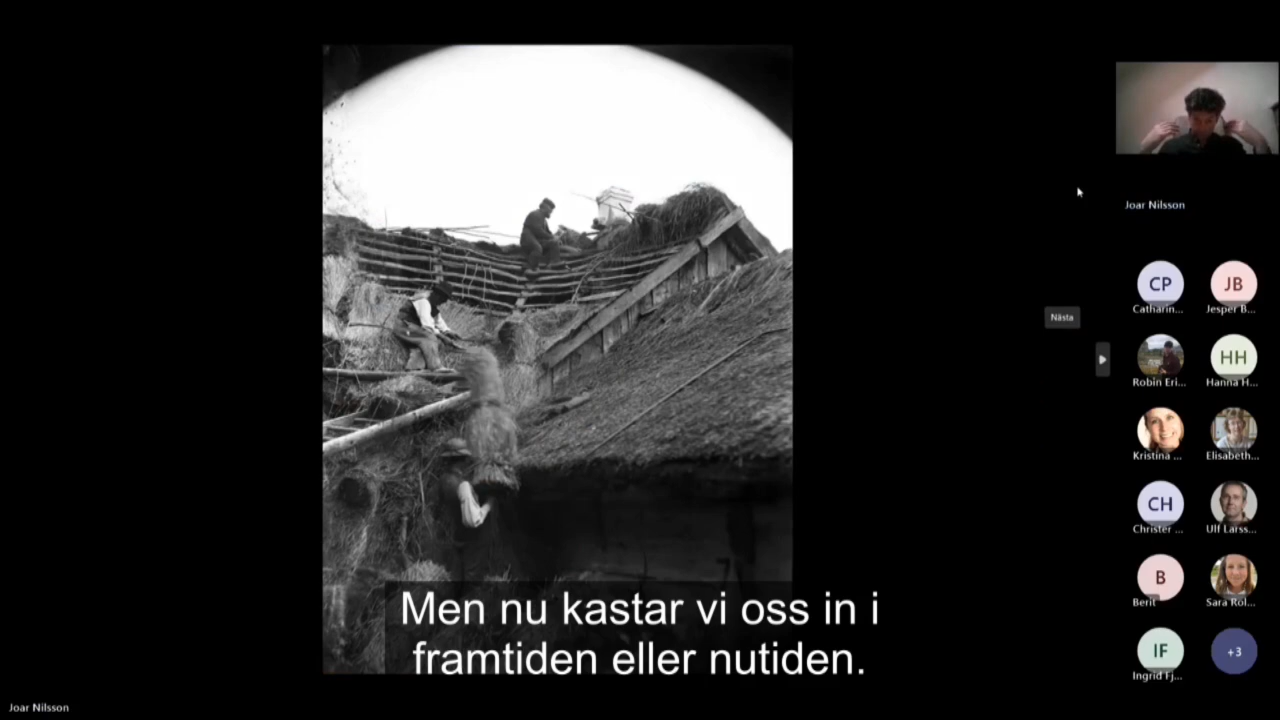 Joar Nilsson
CP
JB
Catharin...
Jesper B...
Nästa
HH
Robin Eri...
Hanna H...
Kristina ...
Elisabeth...
CH
Christer ...
Ulf Larss...
B
Berit
Sara Röl...
IF
+3
Ingrid Fj...
Men nu kastar vi oss in i
framtiden eller nutiden.
Joar Nilsson